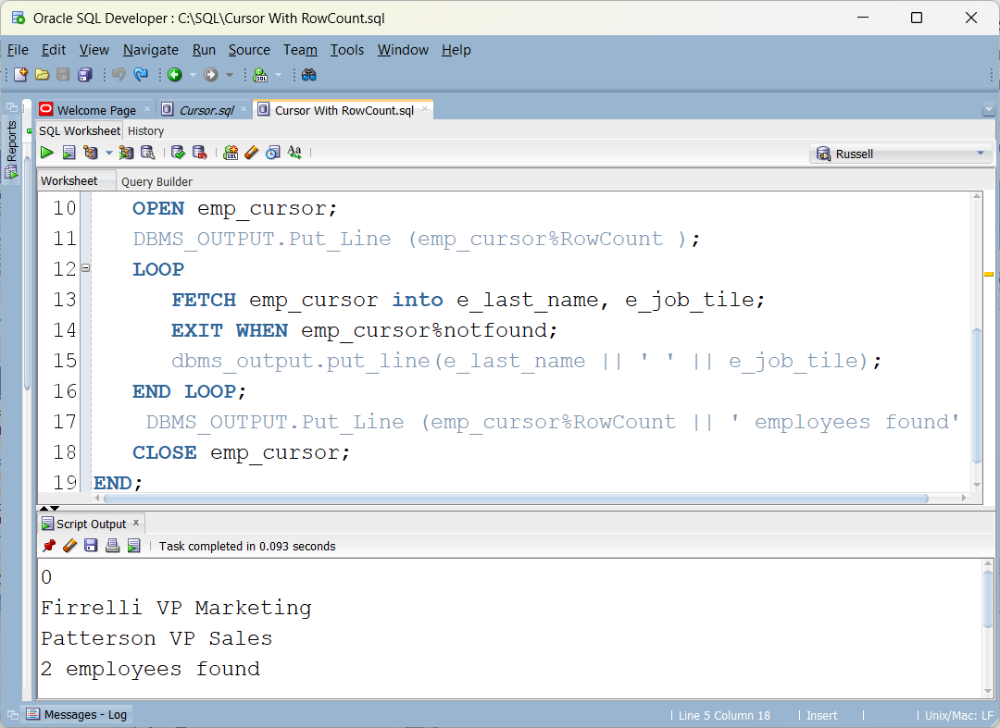 Oracle SQL Developer : C:\SQL\Cursor With RowCount.sql
File Edit View Navigate Run Source Team Tools Window Help
Welcome Page Cursor.sql Cursor With RowCount.sql
Reports
SQL Worksheet History
Russell
Worksheet Query Builder
10 OPEN emp_cursor;
11 DBMS_OUTPUT.Put_Line (emp_cursor%RowCount );
12 LOOP
13 FETCH emp_cursor into e_last_name, e_job_tile;
14 EXIT WHEN emp_cursor%notfound;
15 dbms_output.put_line(e_last_name || ' ' || e_job_tile);
16 END LOOP;
17 DBMS_OUTPUT.Put_Line (emp_cursor%RowCount || ' employees found'
18 CLOSE emp_cursor;
19 END;
Script Output
Task completed in 0.093 seconds
0
Firrelli VP Marketing
Patterson VP Sales
2 employees found
Messages - Log
Line 5 Column 18 Insert Unix/Mac: LF